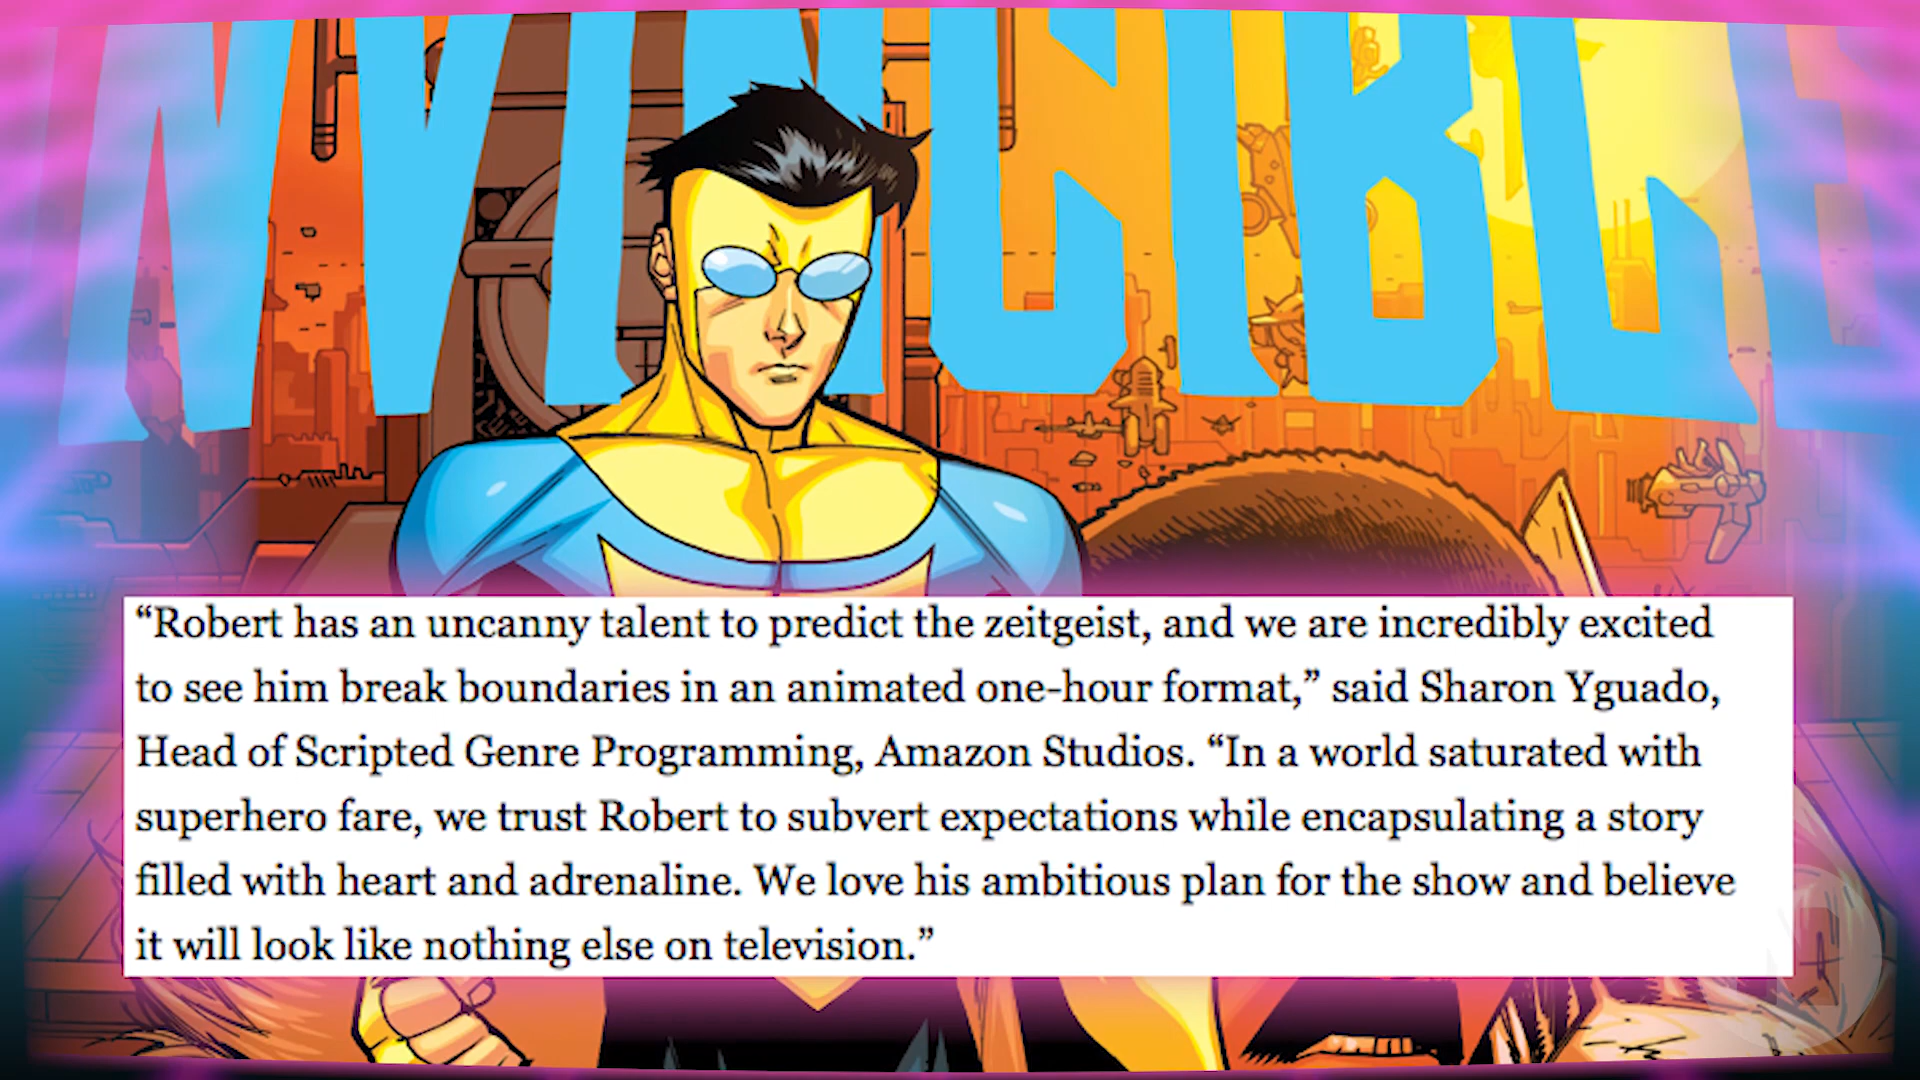 INVINCIBLE
“Robert has an uncanny talent to predict the zeitgeist, and we are incredibly excited
to see him break boundaries in an animated one-hour format,” said Sharon Yguado,
Head of Scripted Genre Programming, Amazon Studios. “In a world saturated with
superhero fare, we trust Robert to subvert expectations while encapsulating a story
filled with heart and adrenaline. We love his ambitious plan for the show and believe
it will look like nothing else on television.”